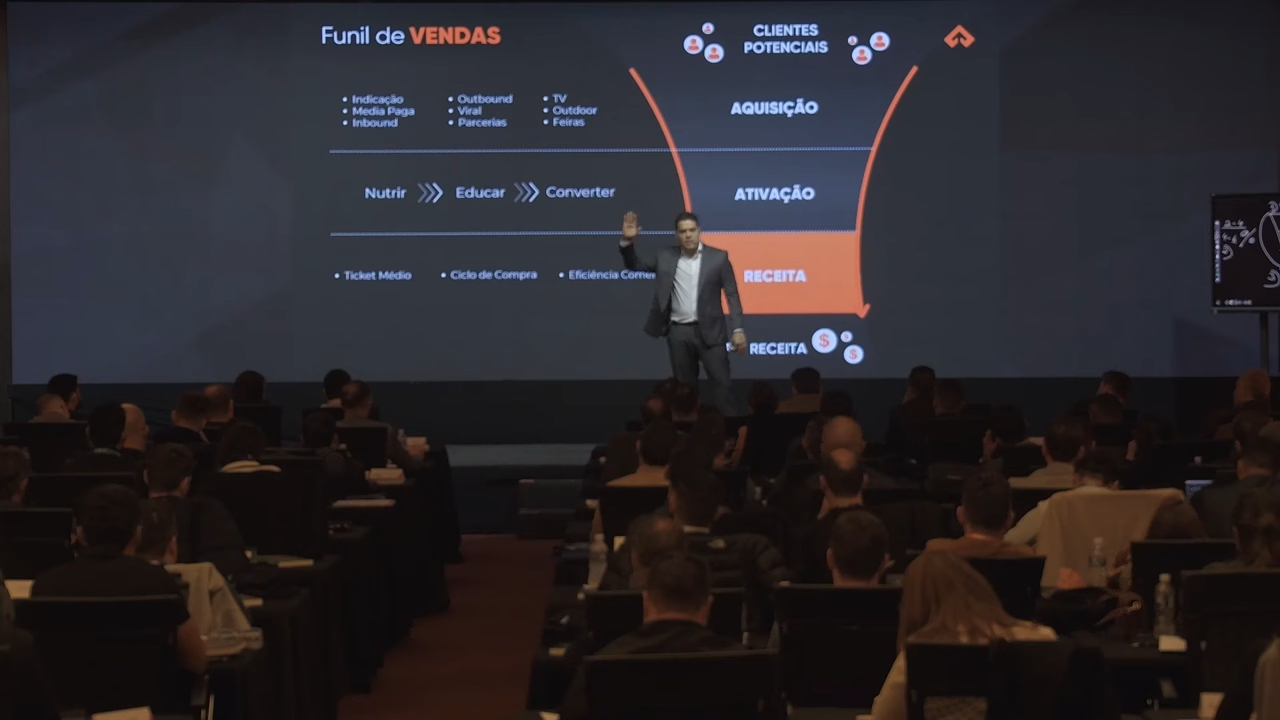 Funil de VENDAS
CLIENTES
POTENCIAIS
• Indicação
• Media Paga
• Inbound
• Outbound
• Viral
• Parcerias
• TV
• Outdoor
• Feiras
AQUISIÇÃO
Nutrir
Educar
Converter
ATIVAÇÃO
• Ticket Médio
• Ciclo de Compra
• Eficiência
RECEITA
RECEITA
$
$